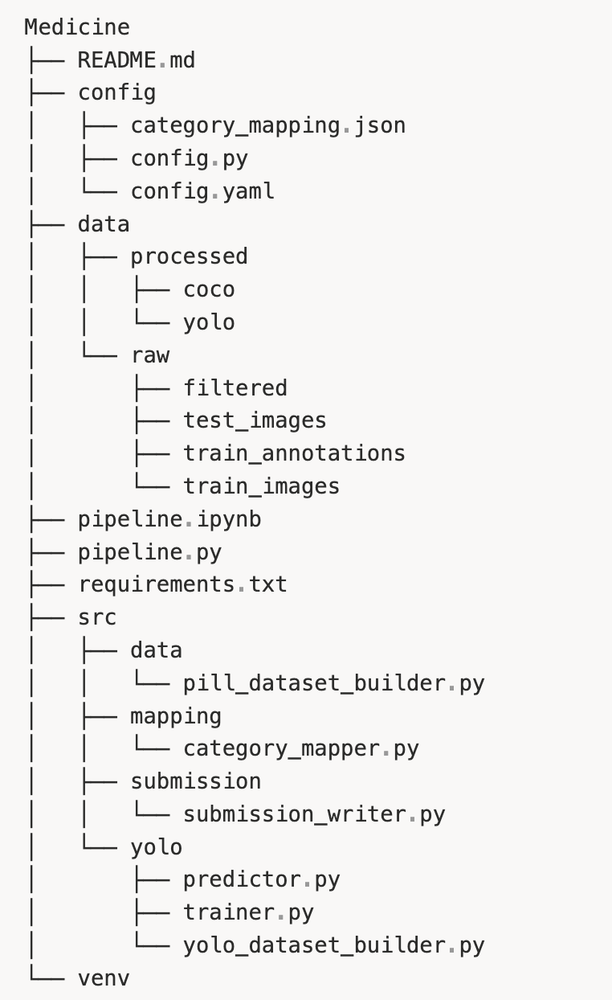 Medicine
├── README.md
├── config
│   ├── category_mapping.json
│   ├── config.py
│   └── config.yaml
├── data
│   ├── processed
│   │   ├── coco
│   │   └── yolo
│   └── raw
│       ├── filtered
│       ├── test_images
│       ├── train_annotations
│       └── train_images
├── pipeline.ipynb
├── pipeline.py
├── requirements.txt
├── src
│   ├── data
│   │   └── pill_dataset_builder.py
│   ├── mapping
│   │   └── category_mapper.py
│   ├── submission
│   │   └── submission_writer.py
│   └── yolo
│       ├── predictor.py
│       ├── trainer.py
│       └── yolo_dataset_builder.py
└── venv